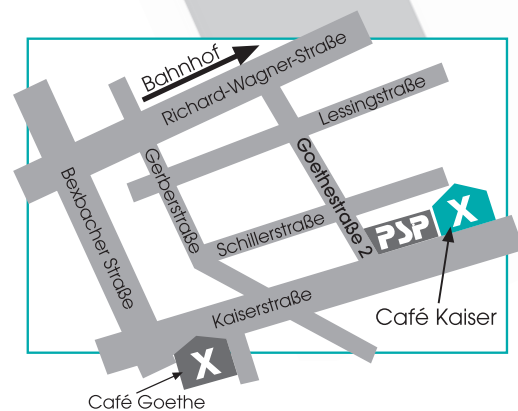 Bahnhof
Richard-Wagner-Straße
Lessingstraße
Gerberstraße
Goethestraße 2
Bexbacher Straße
Schillerstraße
PSP
X
Kaiserstraße
Café Kaiser
X
Café Goethe